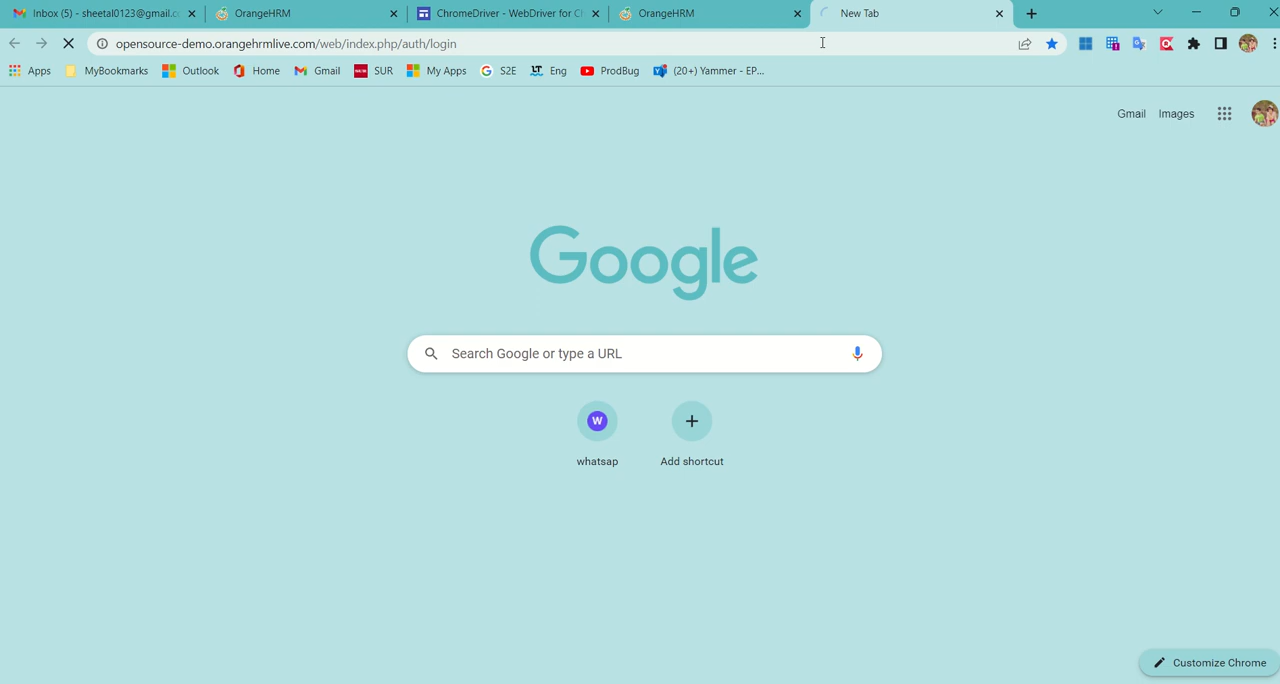 Inbox (5) - sheetal0123@gmail.c
OrangeHRM
ChromeDriver - WebDriver for Cl
OrangeHRM
New Tab
opensource-demo.orangehrmlive.com/web/index.php/auth/login
Apps
MyBookmarks
Outlook
Home
Gmail
SUR
My Apps
S2E
Eng
ProdBug
(20+) Yammer - EP...
Gmail
Images
Google
Search Google or type a URL
W
whatsap
Add shortcut
Customize Chrome